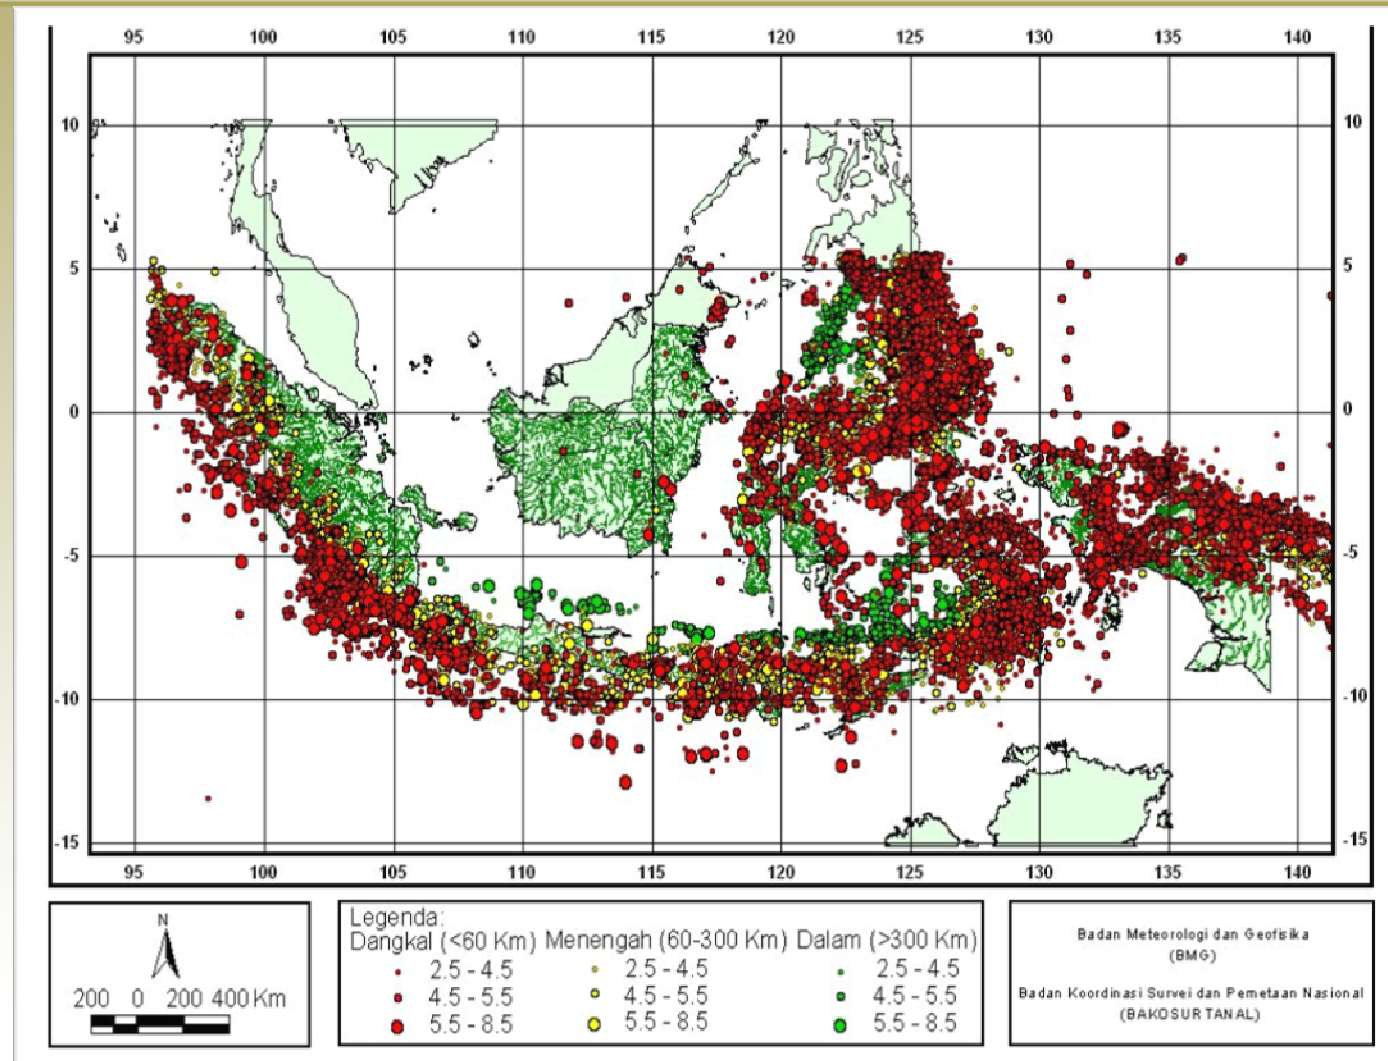 95 100 105 110 115 120 125 130 135 140
10 10
5 5
0 0
-5 -5
-10 -10
-15 -15
95 100 105 110 115 120 125 130 135 140
N
200 0 200 400 Km
Legenda:
Dangkal (<60 Km) Menengah (60-300 Km) Dalam (>300 Km)
2.5 - 4.5 2.5 - 4.5 2.5 - 4.5
4.5 - 5.5 4.5 - 5.5 4.5 - 5.5
5.5 - 8.5 5.5 - 8.5 5.5 - 8.5
Badan Meteorologi dan Geofisika
(BMG)
Badan Koordinasi Survei dan Pemetaan Nasional
(BAKOSURTANAL)